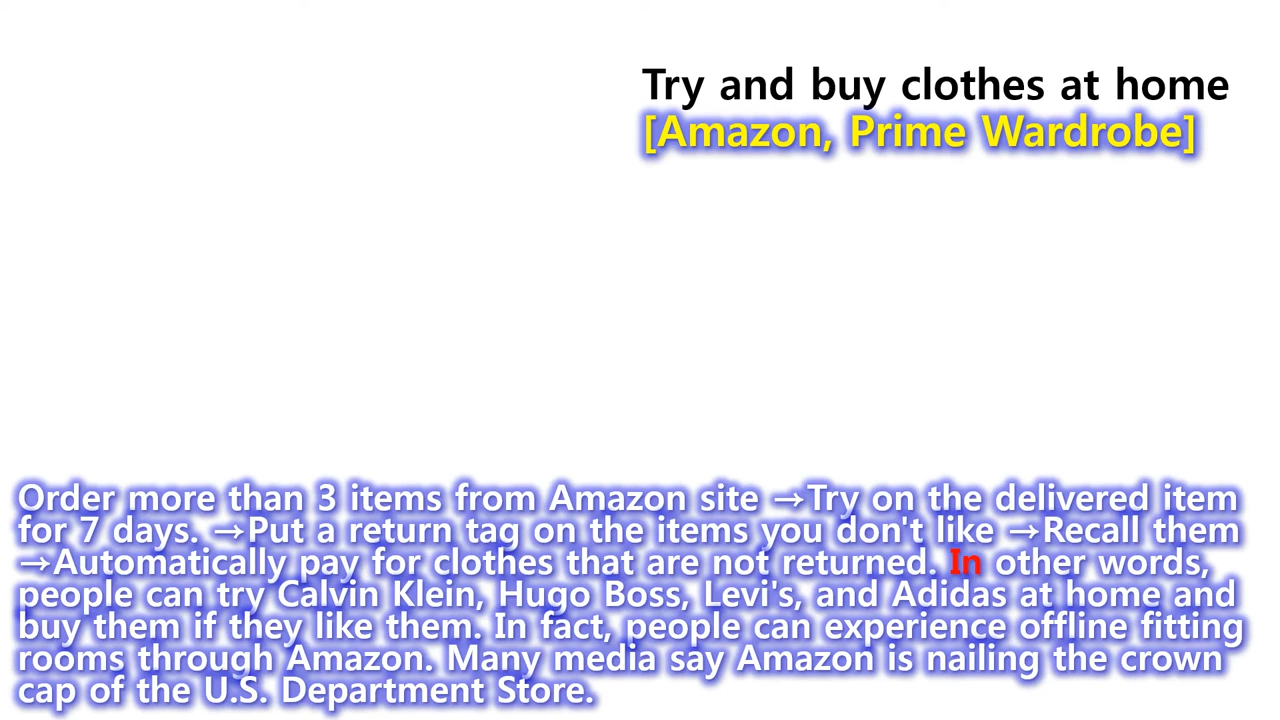 Try and buy clothes at home
[Amazon, Prime Wardrobe]
Order more than 3 items from Amazon site →Try on the delivered item
for 7 days. →Put a return tag on the items you don't like →Recall them
→Automatically pay for clothes that are not returned. In other words,
people can try Calvin Klein, Hugo Boss, Levi's, and Adidas at home and
buy them if they like them. In fact, people can experience offline fitting
rooms through Amazon. Many media say Amazon is nailing the crown
cap of the U.S. Department Store.